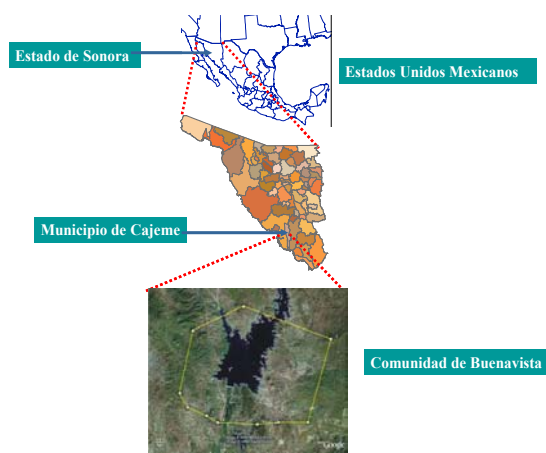 Estado de Sonora
Estados Unidos Mexicanos
Municipio de Cajeme
Comunidad de Buenavista
Google